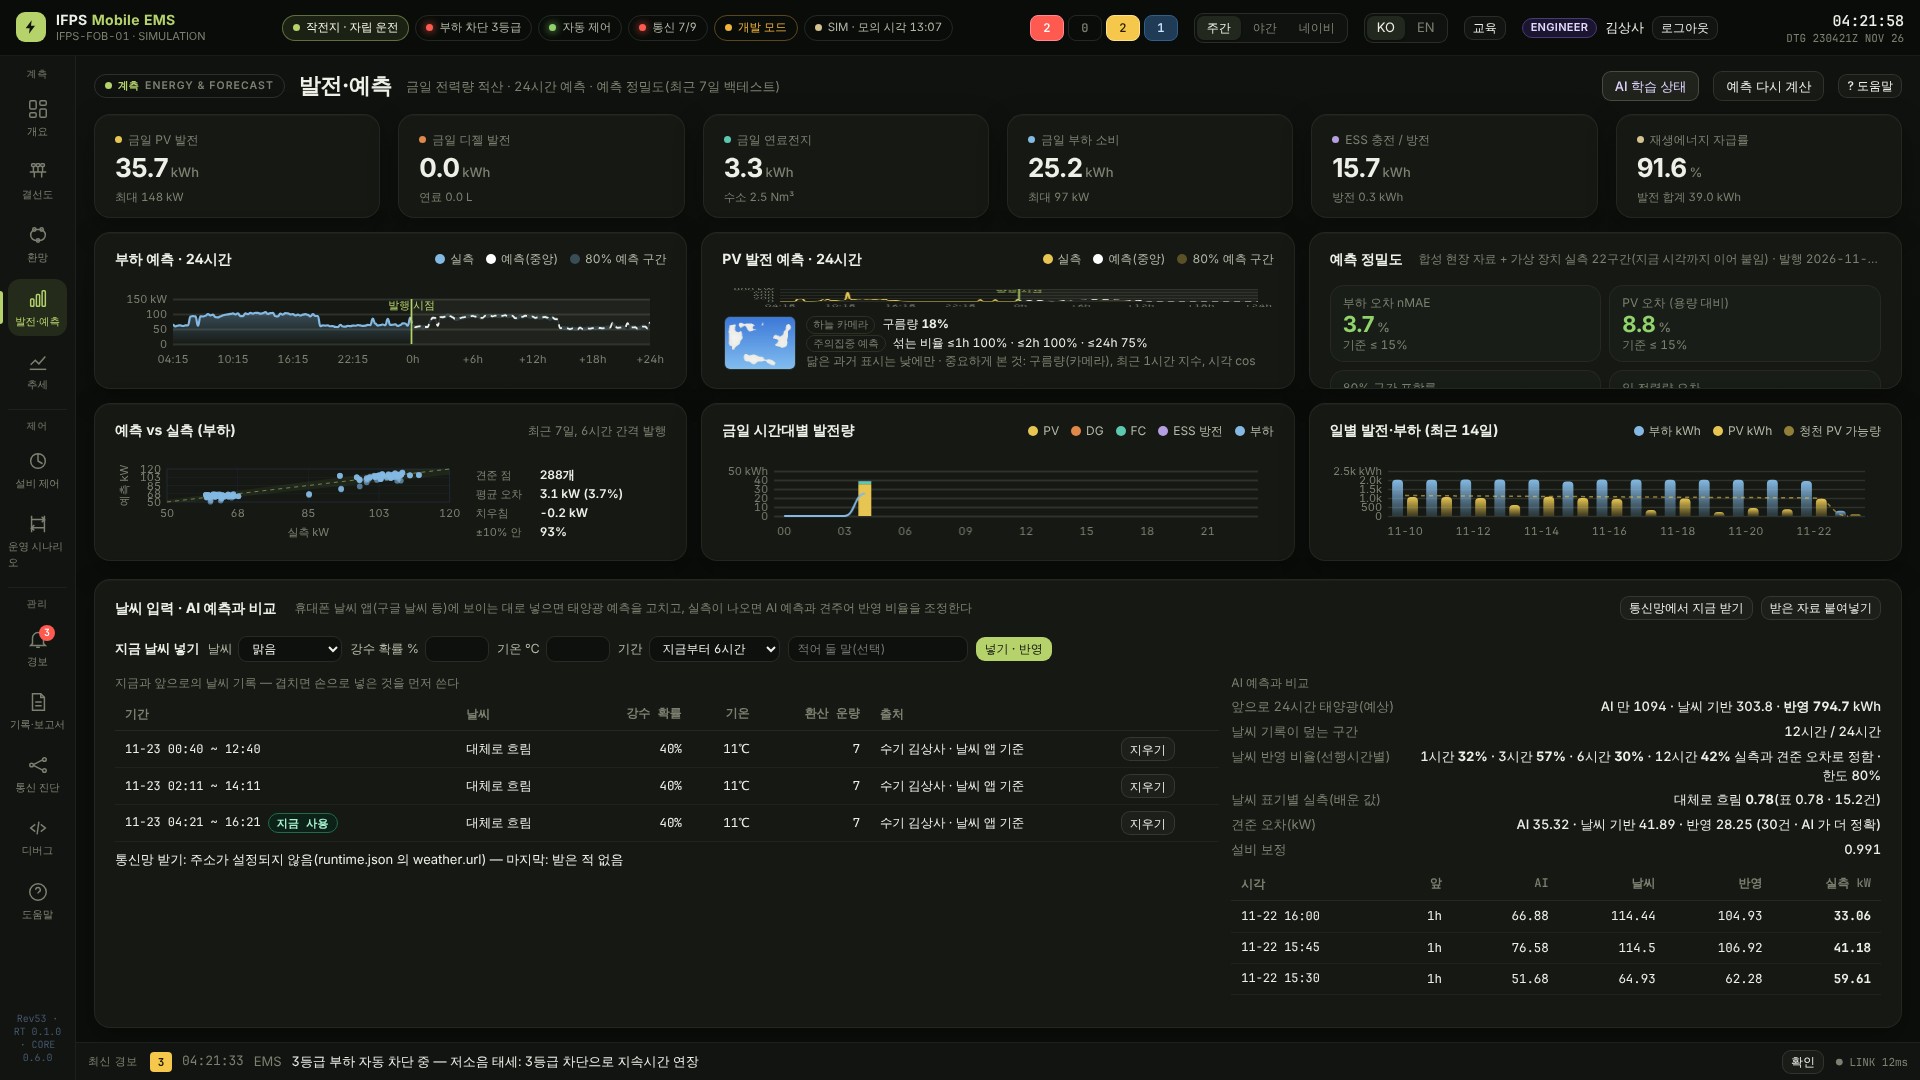 IFPS Mobile EMS
IFPS-FOB-01 · SIMULATION
작전지 · 자립 운전
부하 차단 3등급
자동 제어
통신 7/9
개발 모드
SIM · 모의 시각 13:07
2 0 2 1
주간 야간 네이비
KO EN
교육
ENGINEER 김상사 로그아웃
04:21:58
DTG 230421Z NOV 26
계측
개요
결선도
환망
발전·예측
추세
제어
설비 제어
운영 시나리오
관리
3
경보
기록·보고서
통신 진단
디버그
도움말
Rev53 · RT 0.1.0 · CORE 0.6.0
계측 ENERGY & FORECAST
발전·예측
금일 전력량 적산 · 24시간 예측 · 예측 정밀도(최근 7일 백테스트)
AI 학습 상태
예측 다시 계산
? 도움말
금일 PV 발전
35.7 kWh
최대 148 kW
금일 디젤 발전
0.0 kWh
연료 0.0 L
금일 연료전지
3.3 kWh
수소 2.5 Nm³
금일 부하 소비
25.2 kWh
최대 97 kW
ESS 충전 / 방전
15.7 kWh
방전 0.3 kWh
재생에너지 자급률
91.6 %
발전 합계 39.0 kWh
부하 예측 · 24시간
실측 예측(중앙) 80% 예측 구간
150 kW
100
50
0
발행 시점
04:15 10:15 16:15 22:15 0h +6h +12h +18h +24h
PV 발전 예측 · 24시간
실측 예측(중앙) 80% 예측 구간
하늘 카메라 구름량 18%
주의집중 예측 섞는 비율 ≤1h 100% · ≤2h 100% · ≤24h 75%
닮은 과거 표시는 낮에만 · 중요하게 본 것: 구름량(카메라), 최근 1시간 지수, 시각 cos
예측 정밀도
합성 현장 자료 + 가상 장치 실측 22구간(지금 시각까지 이어 붙임) · 발행 2026-11-...
부하 오차 nMAE
3.7 %
기준 ≤ 15%
PV 오차 (용량 대비)
8.8 %
기준 ≤ 15%
예측 vs 실측 (부하)
최근 7일, 6시간 간격 발행
예측 kW
120
103
85
68
50
50 68 85 103 120
실측 kW
견준 점 288개
평균 오차 3.1 kW (3.7%)
치우침 -0.2 kW
±10% 안 93%
금일 시간대별 발전량
PV DG FC ESS 방전 부하
50 kWh
40
30
20
10
0
00 03 06 09 12 15 18 21
일별 발전·부하 (최근 14일)
부하 kWh PV kWh 청천 PV 가능량
2.5k kWh
2.0k
1.5k
1.0k
500
0
11-10 11-12 11-14 11-16 11-18 11-20 11-22
날씨 입력 · AI 예측과 비교
휴대폰 날씨 앱(구글 날씨 등)에 보이는 대로 넣으면 태양광 예측을 고치고, 실측이 나오면 AI 예측과 견주어 반영 비율을 조정한다
통신망에서 지금 받기
받은 자료 붙여넣기
지금 날씨 넣기 날씨 맑음 강수 확률 % 기온 °C 기간 지금부터 6시간 적어 둘 말(선택) 넣기 · 반영
지금과 앞으로의 날씨 기록 — 겹치면 손으로 넣은 것을 먼저 쓴다
기간 날씨 강수 확률 기온 환산 운량 출처
11-23 00:40 ~ 12:40 대체로 흐림 40% 11℃ 7 수기 김상사 · 날씨 앱 기준 지우기
11-23 02:11 ~ 14:11 대체로 흐림 40% 11℃ 7 수기 김상사 · 날씨 앱 기준 지우기
11-23 04:21 ~ 16:21 지금 사용 대체로 흐림 40% 11℃ 7 수기 김상사 · 날씨 앱 기준 지우기
통신망 받기: 주소가 설정되지 않음(runtime.json 의 weather.url) — 마지막: 받은 적 없음
AI 예측과 비교
앞으로 24시간 태양광(예상) AI 만 1094 · 날씨 기반 303.8 · 반영 794.7 kWh
날씨 기록이 덮는 구간 12시간 / 24시간
날씨 반영 비율(선행시간별) 1시간 32% · 3시간 57% · 6시간 30% · 12시간 42% 실측과 견준 오차로 정함 ·
한도 80%
날씨 표기별 실측(배운 값) 대체로 흐림 0.78(표 0.78 · 15.2건)
견준 오차(kW) AI 35.32 · 날씨 기반 41.89 · 반영 28.25 (30건 · AI 가 더 정확)
설비 보정 0.991
시각 앞 AI 날씨 반영 실측 kW
11-22 16:00 1h 66.88 114.44 104.93 33.06
11-22 15:45 1h 76.58 114.5 106.92 41.18
11-22 15:30 1h 51.68 64.93 62.28 59.61
최신 경보 3 04:21:33 EMS 3등급 부하 자동 차단 중 — 저소음 태세: 3등급 차단으로 지속시간 연장
확인
LINK 12ms